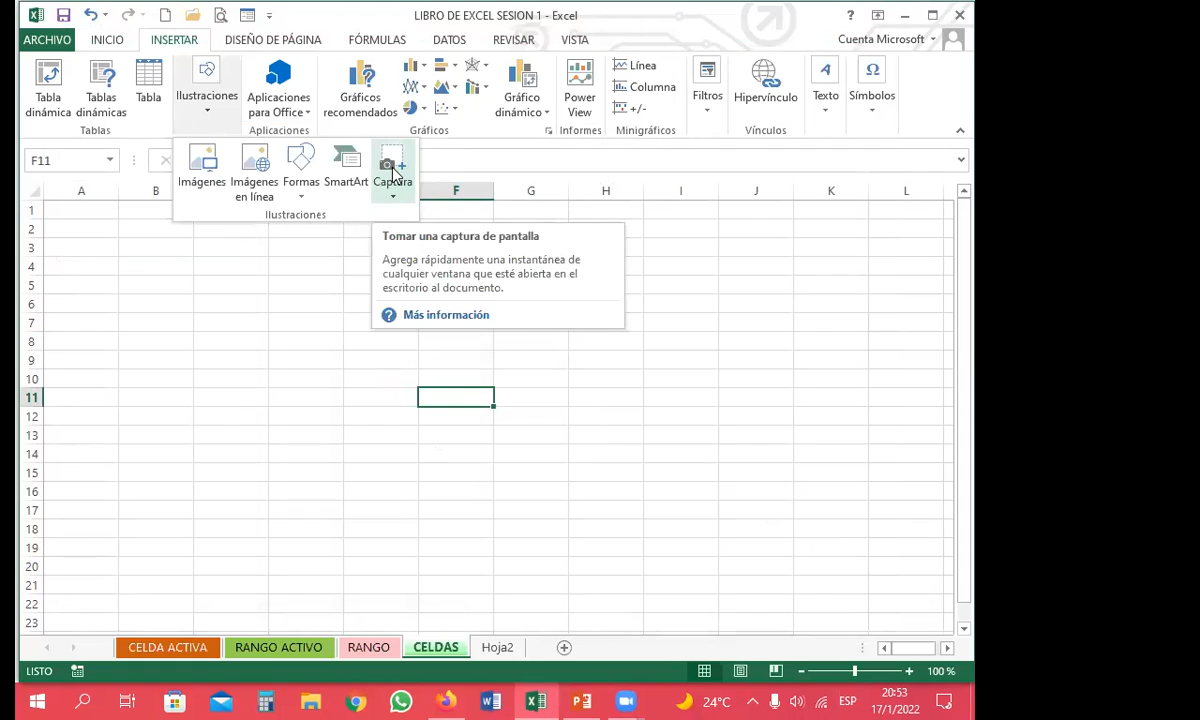 LIBRO DE EXCEL SESION 1 - Excel
?
ARCHIVO INICIO INSERTAR DISEÑO DE PÁGINA FÓRMULAS DATOS REVISAR VISTA Cuenta Microsoft
Tabla dinámica
Tablas dinámicas
Tabla
Tablas
Ilustraciones
Aplicaciones para Office
Aplicaciones
Gráficos recomendados
Gráfico dinámico
Gráficos
Power View
Informes
Línea
Columna
+/-
Minigráficos
Filtros
Hipervínculo
Vínculos
Texto
Símbolos
F11
Imágenes
Imágenes en línea
Formas
SmartArt
Captura
Ilustraciones
Tomar una captura de pantalla
Agrega rápidamente una instantánea de
cualquier ventana que esté abierta en el
escritorio al documento.
Más información
A B F G H I J K L
1
2
3
4
5
6
7
8
9
10
11
12
13
14
15
16
17
18
19
20
21
22
23
CELDA ACTIVA RANGO ACTIVO RANGO CELDAS Hoja2
LISTO 100 %
24°C ESP 20:53
17/1/2022